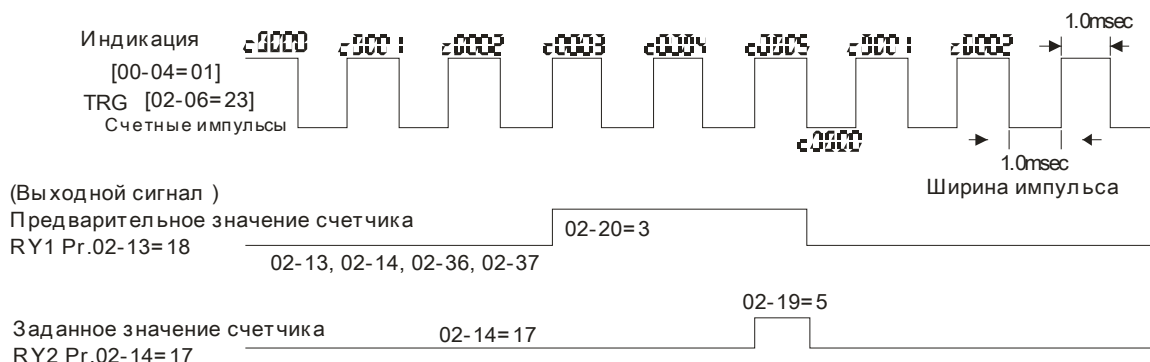 1.0msec
Индикация c0000 c0001 c0002 c0003 c0004 c0005 c0001 c0002
[00-04=01]
TRG [02-06=23]
Счетные импульсы
c0000
1.0msec
Ширина импульса
(Выходной сигнал )
Предварительное значение счетчика
02-20=3
RY1 Pr.02-13=18
02-13, 02-14, 02-36, 02-37
02-19=5
Заданное значение счетчика
02-14=17
RY2 Pr.02-14=17